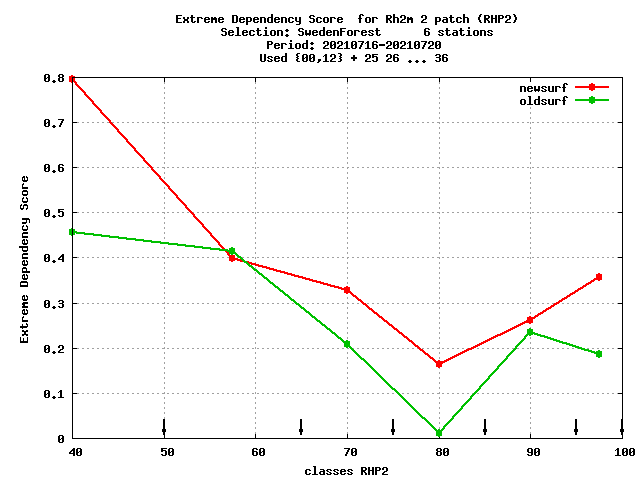 Extreme Dependency Score  for Rh2m 2 patch (RHP2)
Selection: SwedenForest      6 stations
Period: 20210716-20210720
Used {00,12} + 25 26 ... 36
newsurf
oldsurf
0.8
0.7
0.6
0.5
0.4
0.3
0.2
0.1
0
Extreme Dependency Score
40 50 60 70 80 90 100
classes RHP2